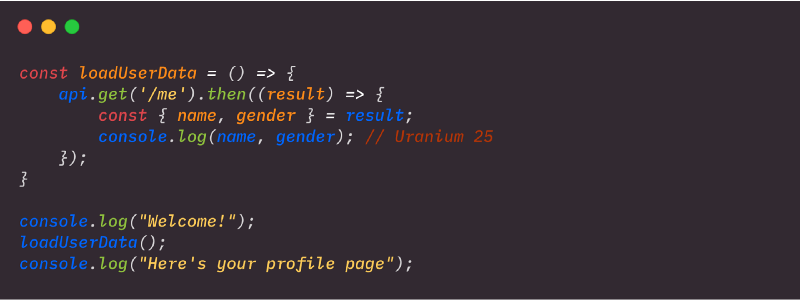 const loadUserData = () => {
    api.get('/me').then((result) => {
        const { name, gender } = result;
        console.log(name, gender); // Uranium 25
    });
}

console.log("Welcome!");
loadUserData();
console.log("Here's your profile page");